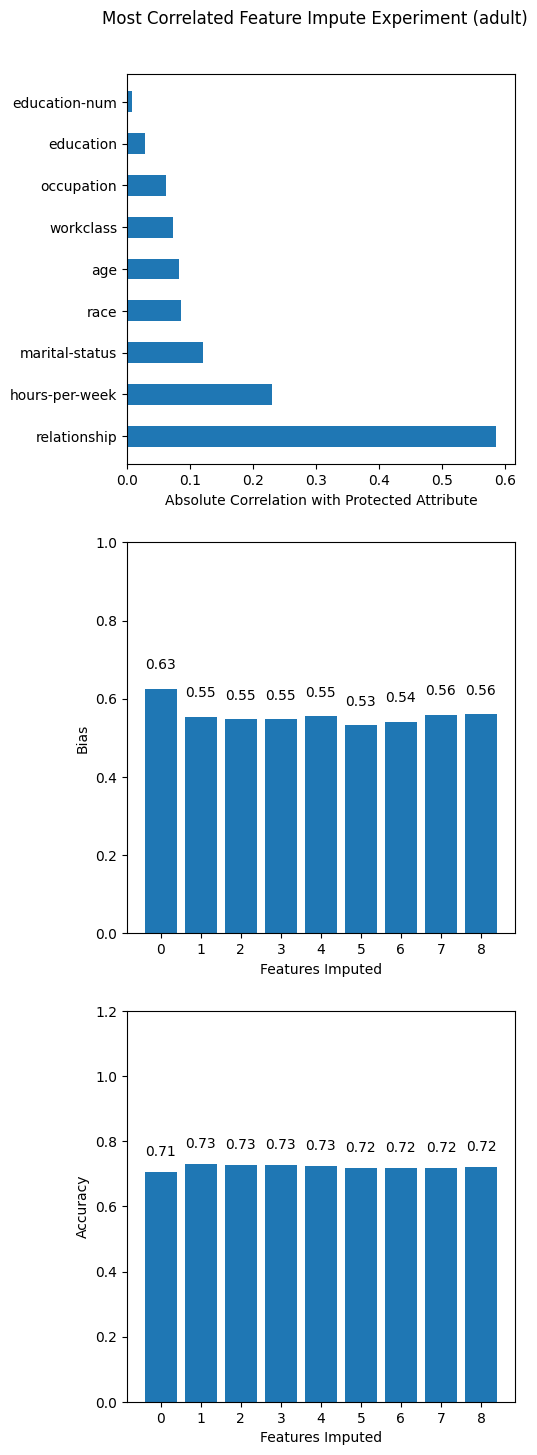 Most Correlated Feature Impute Experiment (adult)
education-num
education
occupation
workclass
age
race
marital-status
hours-per-week
relationship
0.0 0.1 0.2 0.3 0.4 0.5 0.6
Absolute Correlation with Protected Attribute
1.0
0.8
0.6
0.4
0.2
0.0
Bias
0.63 0.55 0.55 0.55 0.55 0.53 0.54 0.56 0.56
0 1 2 3 4 5 6 7 8
Features Imputed
1.2
1.0
0.8
0.6
0.4
0.2
0.0
Accuracy
0.71 0.73 0.73 0.73 0.73 0.72 0.72 0.72 0.72
0 1 2 3 4 5 6 7 8
Features Imputed